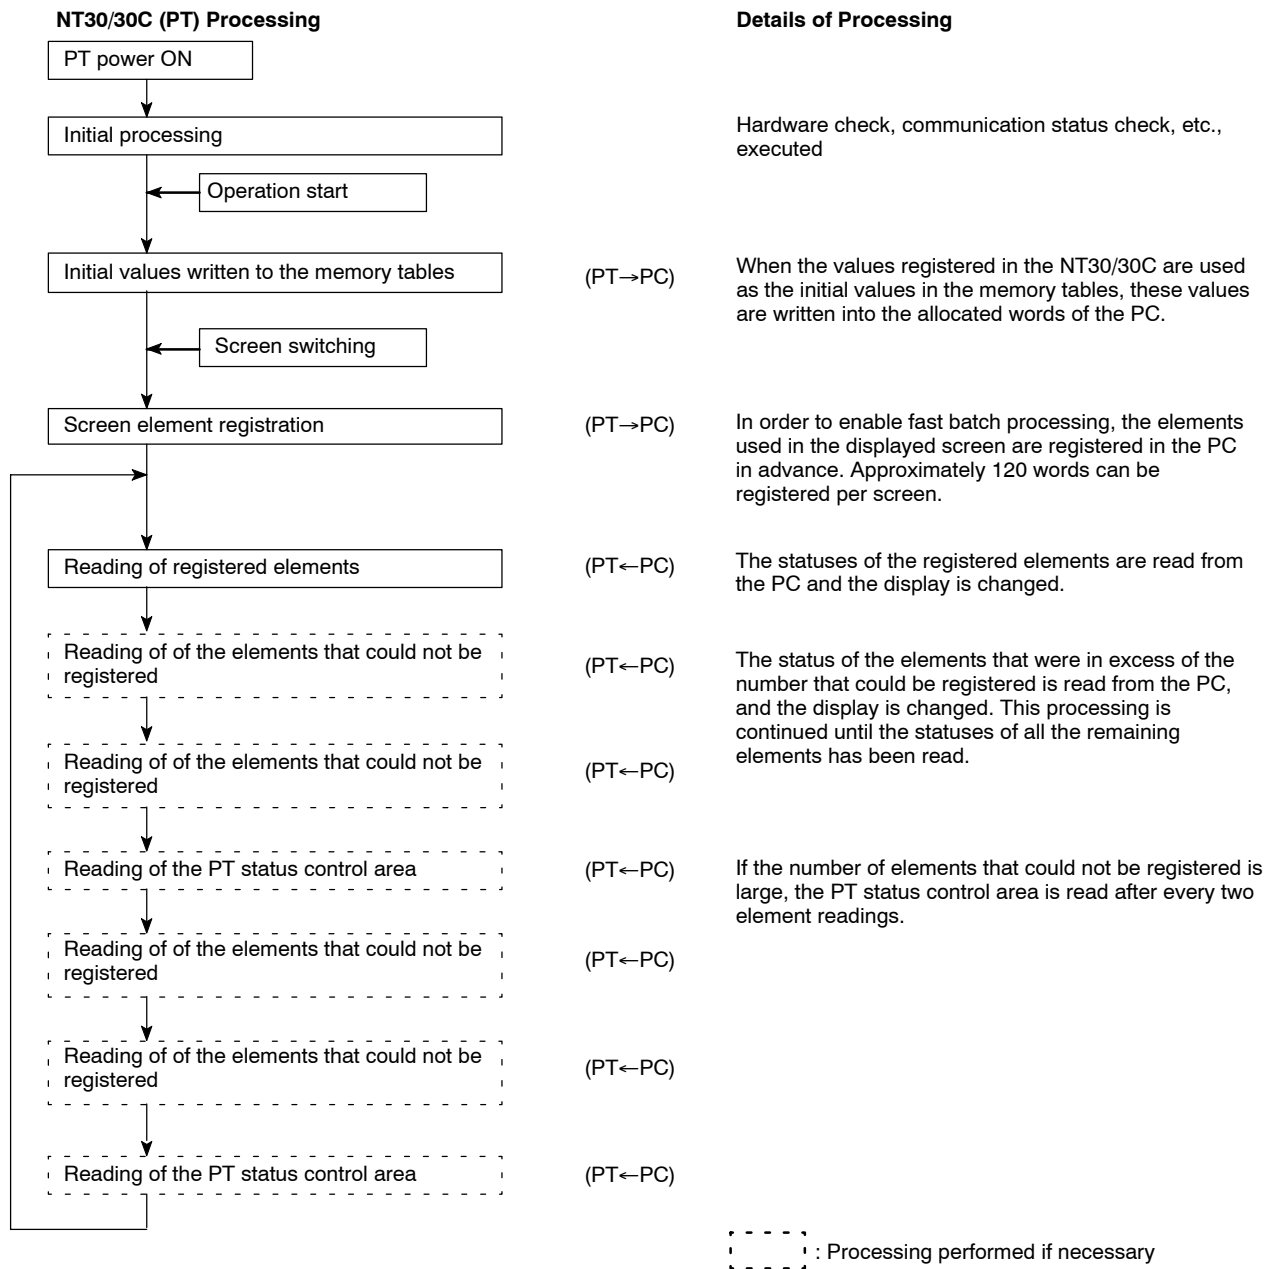 NT30/30C (PT) Processing
Details of Processing
PT power ON
Initial processing
Hardware check, communication status check, etc.,
executed
Operation start
Initial values written to the memory tables
(PT→PC)
When the values registered in the NT30/30C are used
as the initial values in the memory tables, these values
are written into the allocated words of the PC.
Screen switching
Screen element registration
(PT→PC)
In order to enable fast batch processing, the elements
used in the displayed screen are registered in the PC
in advance. Approximately 120 words can be
registered per screen.
Reading of registered elements
(PT←PC)
The statuses of the registered elements are read from
the PC and the display is changed.
Reading of of the elements that could not be
registered
(PT←PC)
The status of the elements that were in excess of the
number that could be registered is read from the PC,
and the display is changed. This processing is
continued until the statuses of all the remaining
elements has been read.
Reading of of the elements that could not be
registered
(PT←PC)
Reading of the PT status control area
(PT←PC)
If the number of elements that could not be registered is
large, the PT status control area is read after every two
element readings.
Reading of of the elements that could not be
registered
(PT←PC)
Reading of of the elements that could not be
registered
(PT←PC)
Reading of the PT status control area
(PT←PC)
: Processing performed if necessary